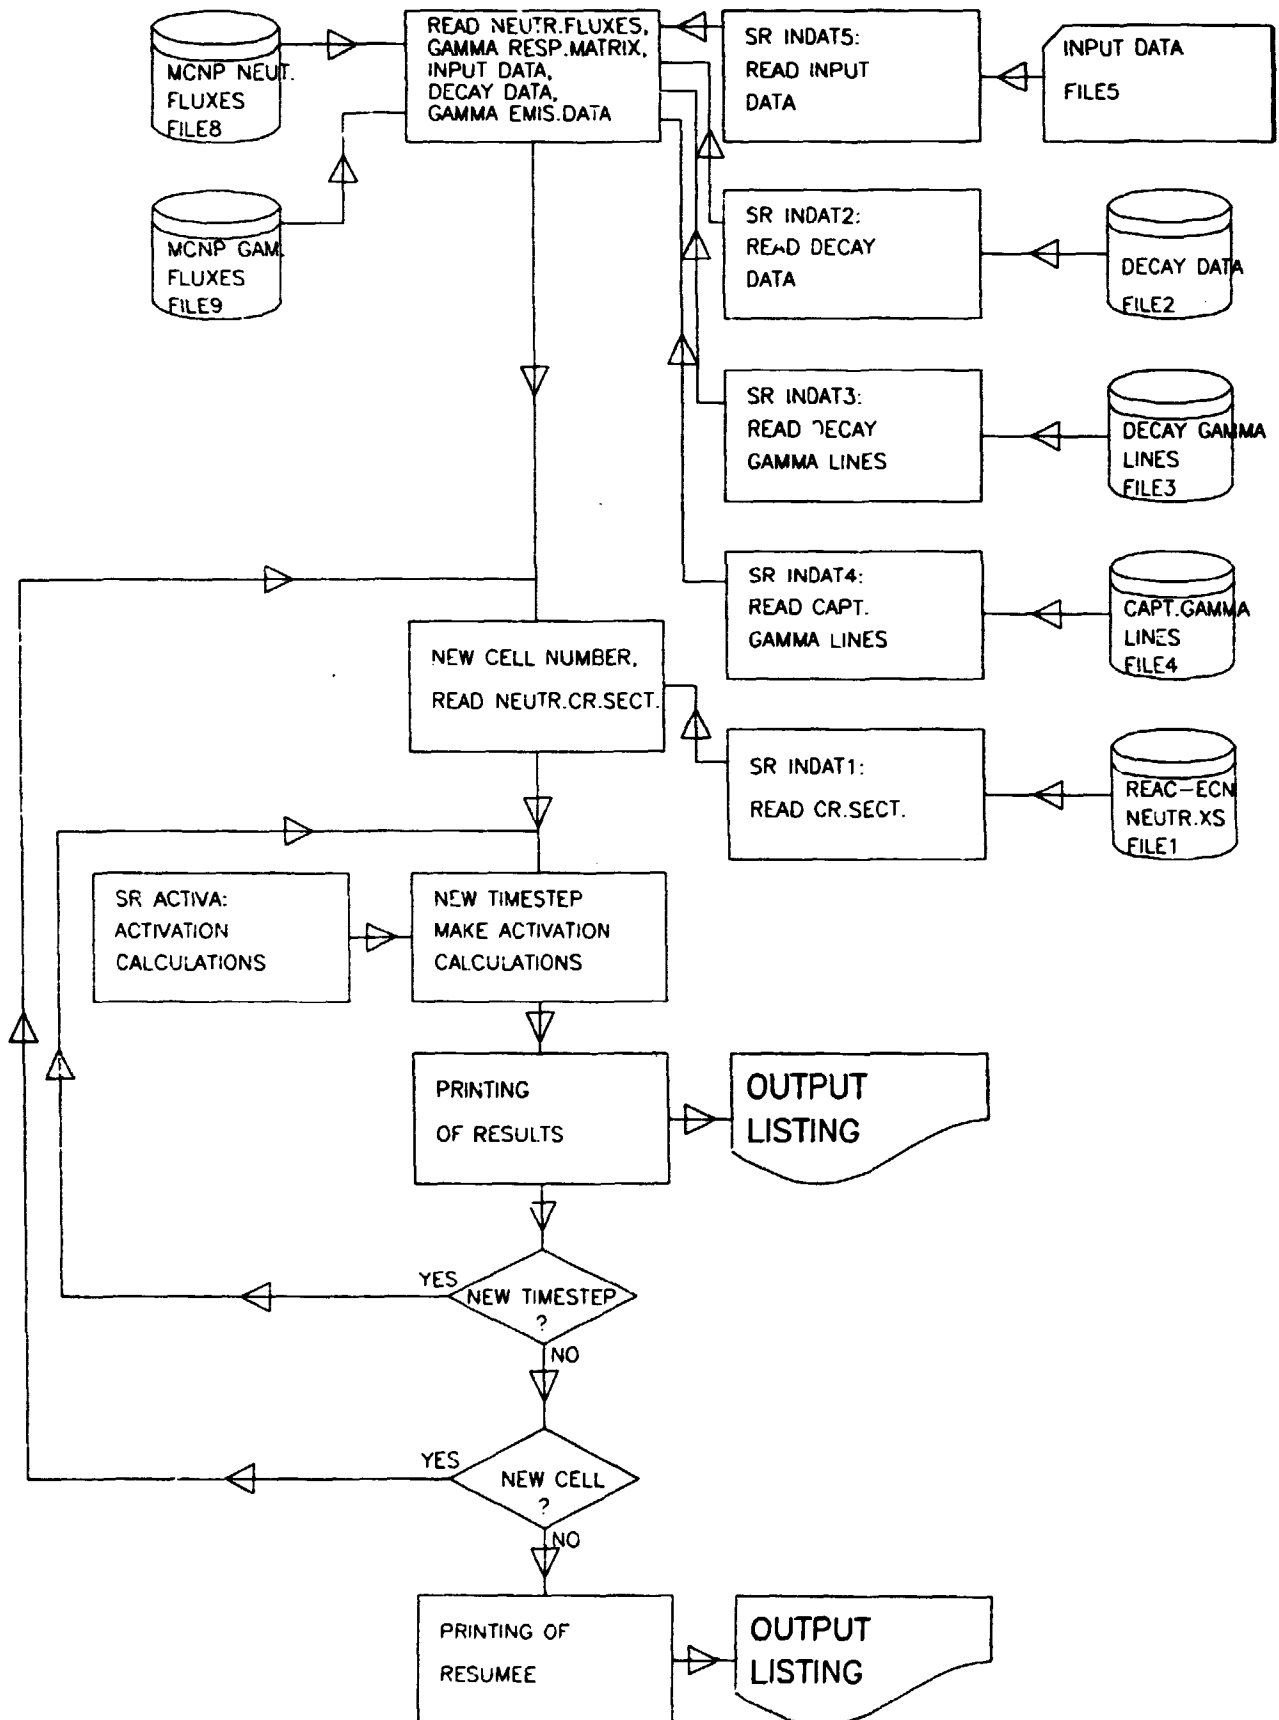 MCNP NEUT.
FLUXES
FILE8
READ NEUTR.FLUXES,
GAMMA RESP.MATRIX,
INPUT DATA,
DECAY DATA,
GAMMA EMIS.DATA
SR INDAT5:
READ INPUT
DATA
INPUT DATA
FILE5
MCNP GAM.
FLUXES
FILE9
SR INDAT2:
READ DECAY
DATA
DECAY DATA
FILE2
SR INDAT3:
READ DECAY
GAMMA LINES
DECAY GAMMA
LINES
FILE3
SR INDAT4:
READ CAPT.
GAMMA LINES
CAPT.GAMMA
LINES
FILE4
NEW CELL NUMBER,
READ NEUTR.CR.SECT.
SR INDAT1:
READ CR.SECT.
REAC-ECN
NEUTR.XS
FILE1
SR ACTIVA:
ACTIVATION
CALCULATIONS
NEW TIMESTEP
MAKE ACTIVATION
CALCULATIONS
PRINTING
OF RESULTS
OUTPUT
LISTING
YES
NEW TIMESTEP
?
NO
YES
NEW CELL
?
NO
PRINTING OF
RESUMEE
OUTPUT
LISTING